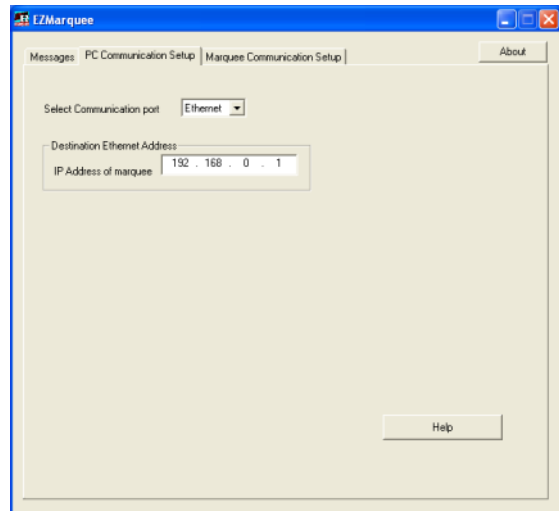 EZMarquee
Messages PC Communication Setup Marquee Communication Setup About
Select Communication port Ethernet
Destination Ethernet Address
IP Address of marquee 192 . 168 . 0 . 1
Help